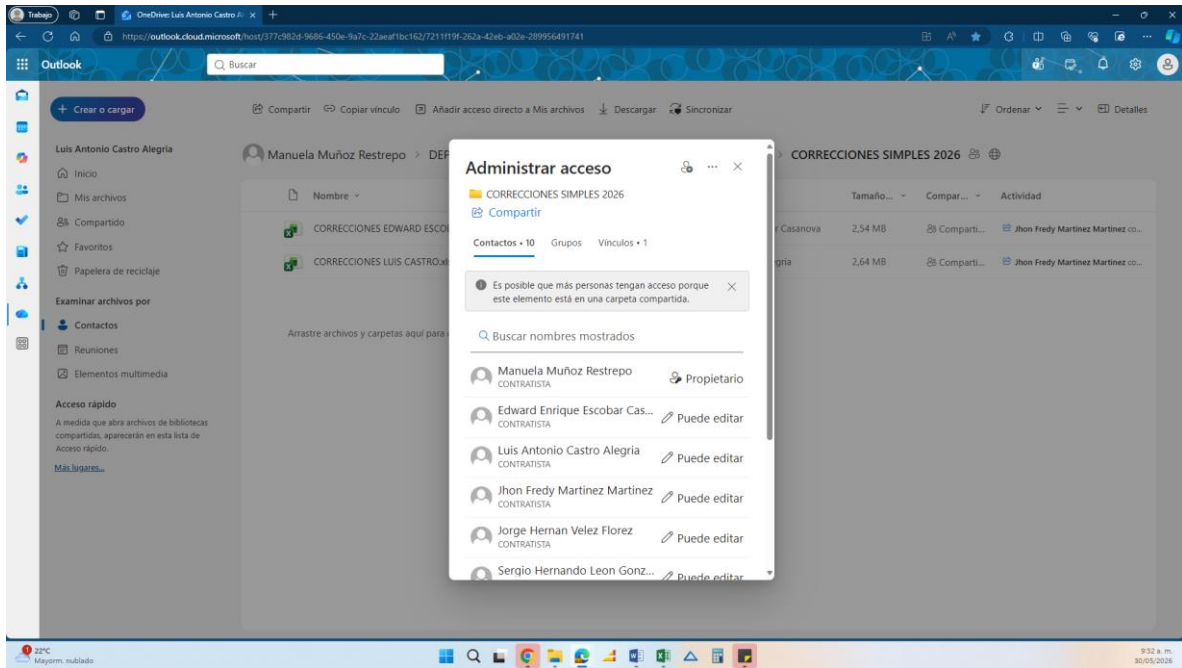 Trabajo
OneDrive: Luis Antonio Castro Al
https://outlook.cloud.microsoft/host/377c982d-9686-450e-9a7c-22aeaf1bc162/7211f19f-262a-42eb-a02e-289956491741
Outlook
Buscar
Crear o cargar
Compartir
Copiar vínculo
Añadir acceso directo a Mis archivos
Descargar
Sincronizar
Ordenar
Detalles
Luis Antonio Castro Alegria
Inicio
Mis archivos
Compartido
Favoritos
Papelera de reciclaje
Examinar archivos por
Contactos
Reuniones
Elementos multimedia
Acceso rápido
A medida que abra archivos de bibliotecas
compartidas, aparecerán en esta lista de
Acceso rápido.
Más lugares...
Manuela Muñoz Restrepo > DEP
> CORRECCIONES SIMPLES 2026
Nombre
Tamaño...
Compar...
Actividad
CORRECCIONES EDWARD ESCO
r Casanova
2,54 MB
Comparti...
Jhon Fredy Martinez Martinez co...
CORRECCIONES LUIS CASTRO.xl
gria
2,64 MB
Comparti...
Jhon Fredy Martinez Martinez co...
Arrastre archivos y carpetas aquí para
Administrar acceso
CORRECCIONES SIMPLES 2026
Compartir
Contactos • 10
Grupos
Vínculos • 1
Es posible que más personas tengan acceso porque
este elemento está en una carpeta compartida.
Buscar nombres mostrados
Manuela Muñoz Restrepo
CONTRATISTA
Propietario
Edward Enrique Escobar Cas...
CONTRATISTA
Puede editar
Luis Antonio Castro Alegria
CONTRATISTA
Puede editar
Jhon Fredy Martinez Martinez
CONTRATISTA
Puede editar
Jorge Hernan Velez Florez
CONTRATISTA
Puede editar
Sergio Hernando Leon Gonz...
Puede editar
22°C
Mayorm. nublado
9:32 a. m.
30/05/2026